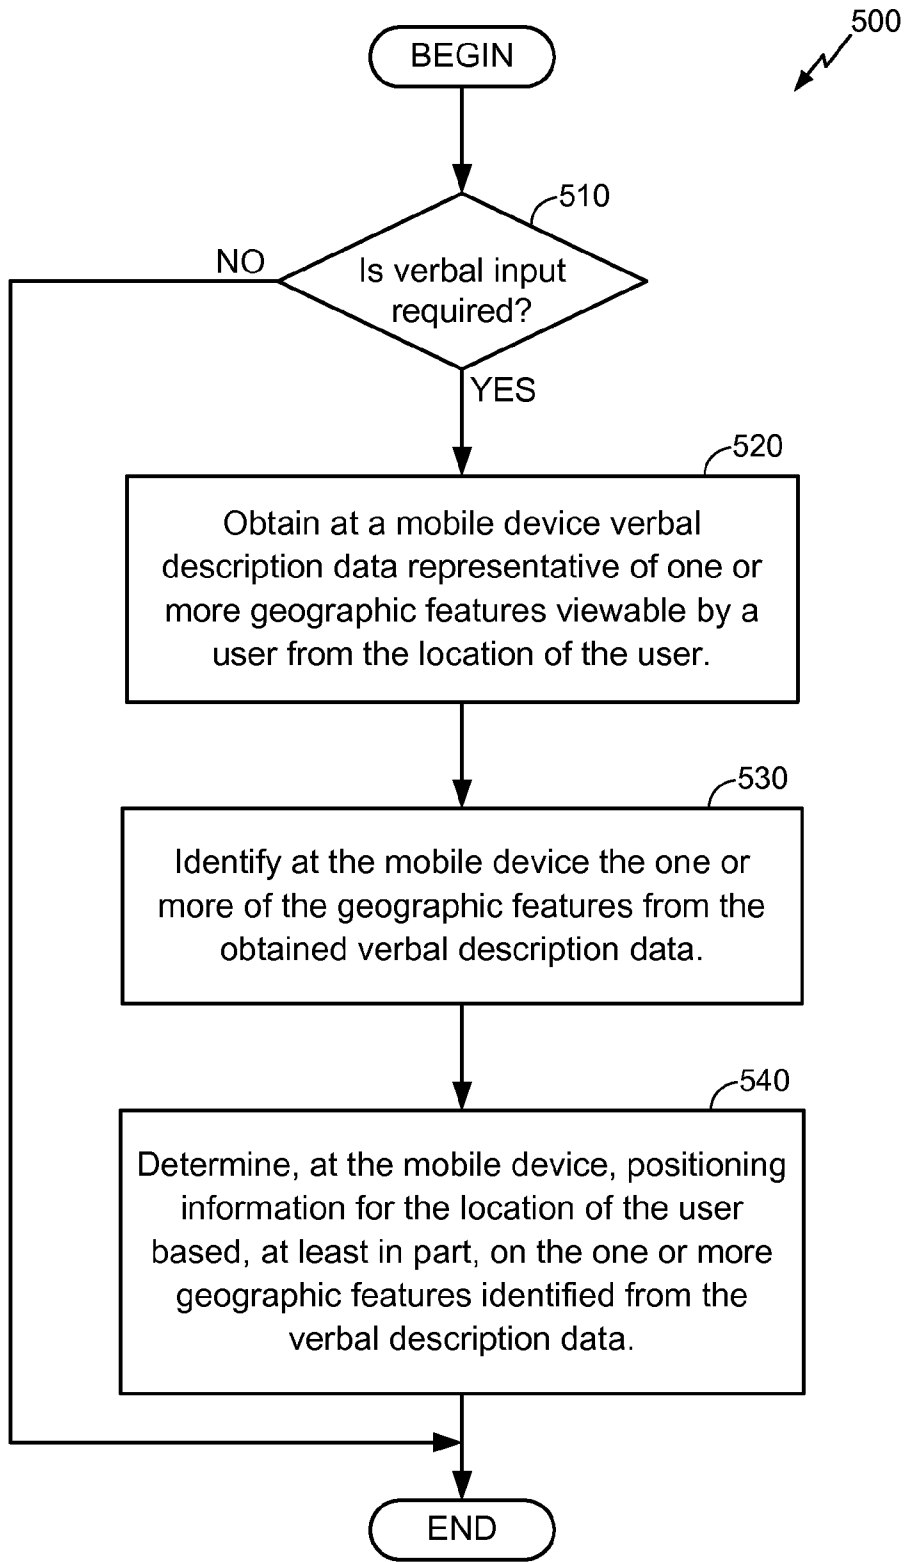 500
BEGIN
510
NO
Is verbal input
required?
YES
520
Obtain at a mobile device verbal
description data representative of one or
more geographic features viewable by a
user from the location of the user.
530
Identify at the mobile device the one or
more of the geographic features from the
obtained verbal description data.
540
Determine, at the mobile device, positioning
information for the location of the user
based, at least in part, on the one or more
geographic features identified from the
verbal description data.
END